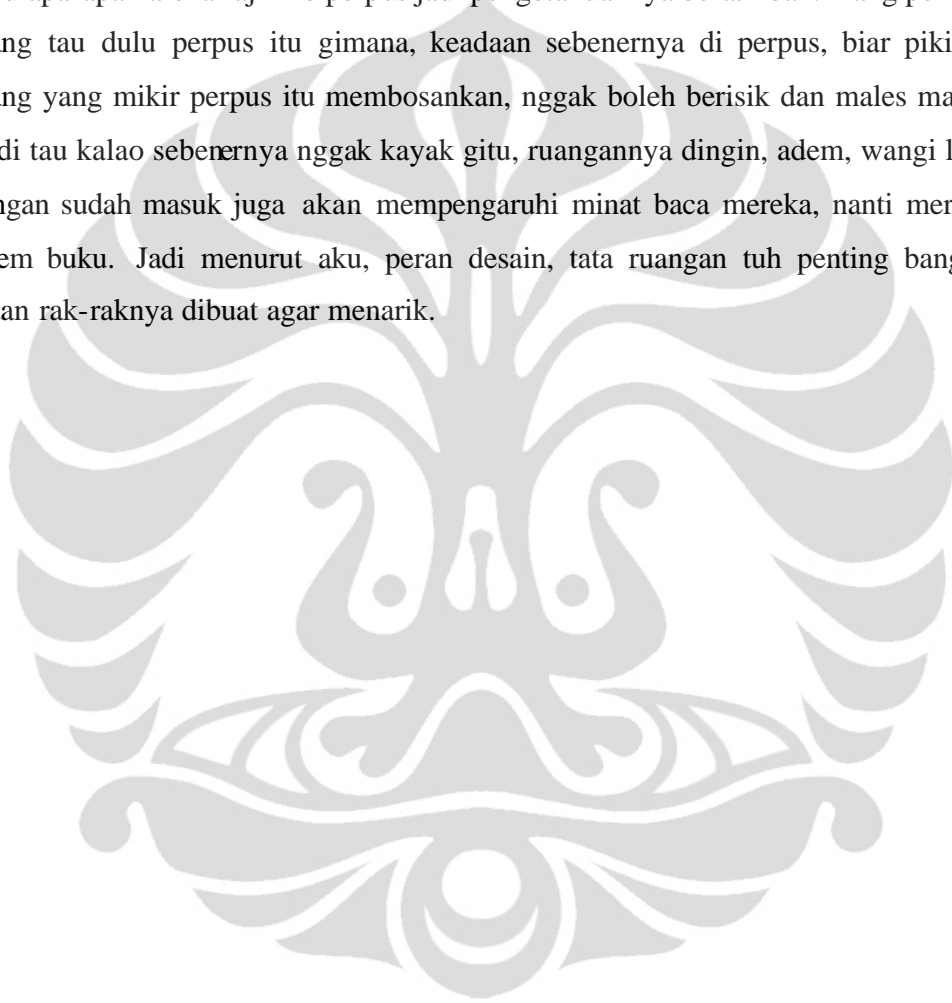 ang tau dulu perpus itu gimana, keadaan sebenernya di perpus, biar piki
ang yang mikir perpus itu membosankan, nggak boleh berisik dan males ma
di tau kalao sebenernya nggak kayak gitu, ruangannya dingin, adem, wangi l
ngan sudah masuk juga akan mempengaruhi minat baca mereka, nanti mer
em buku. Jadi menurut aku, peran desain, tata ruangan tuh penting bang
an rak-raknya dibuat agar menarik.